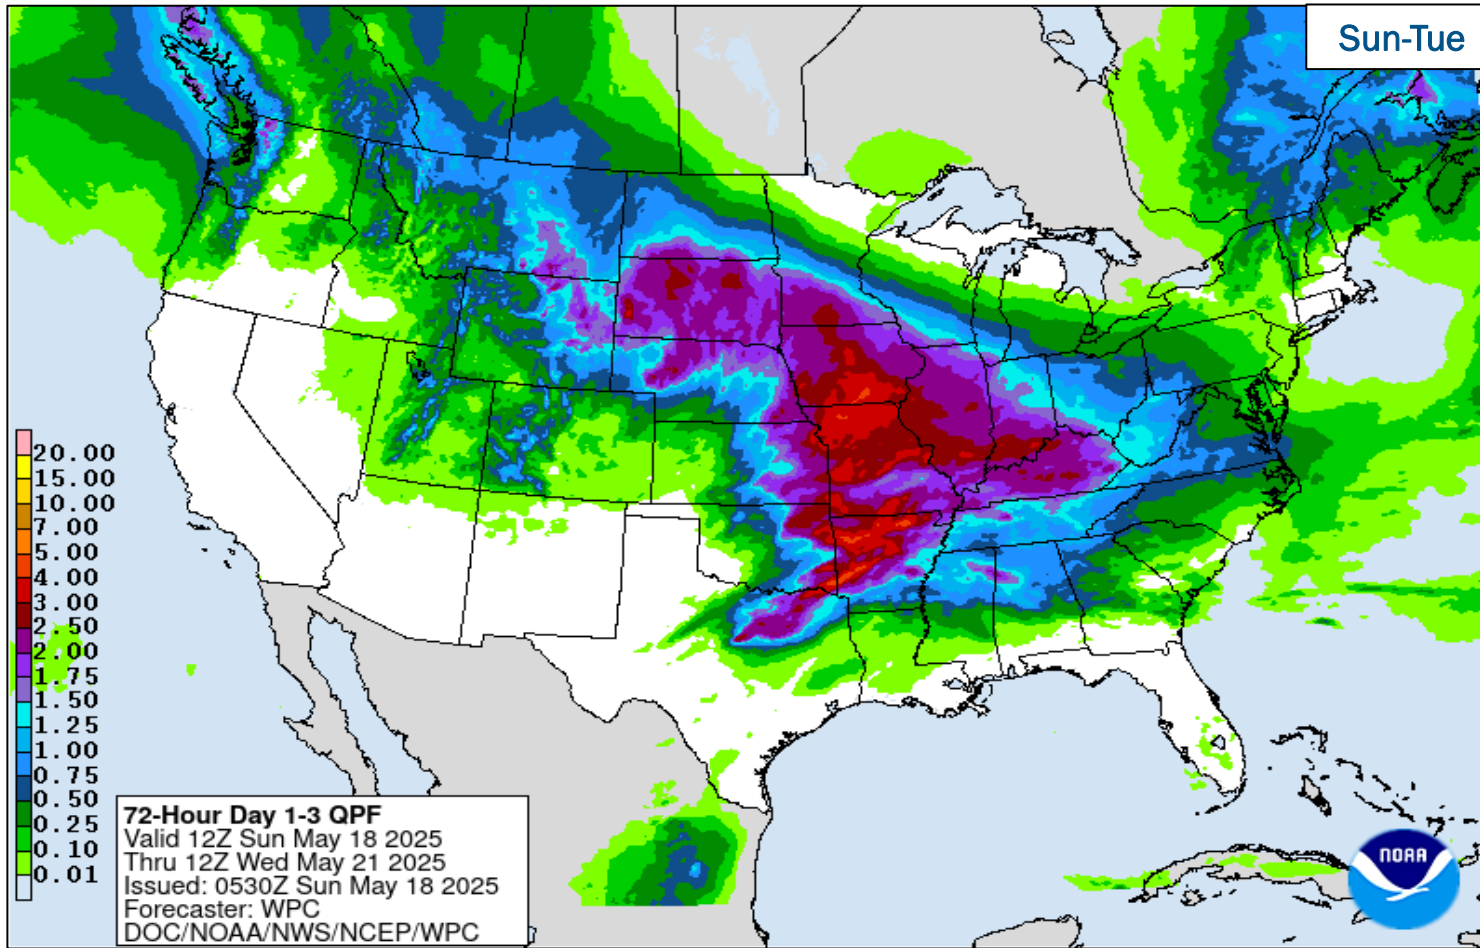 Sun-Tue
20.00
15.00
10.00
7.00
5.00
4.00
3.00
2.50
2.00
1.75
1.50
1.25
1.00
0.75
0.50
0.25
0.10
0.01
72-Hour Day 1-3 QPF
Valid 12Z Sun May 18 2025
Thru 12Z Wed May 21 2025
Issued: 0530Z Sun May 18 2025
Forecaster: WPC
DOC/NOAA/NWS/NCEP/WPC
NOAA